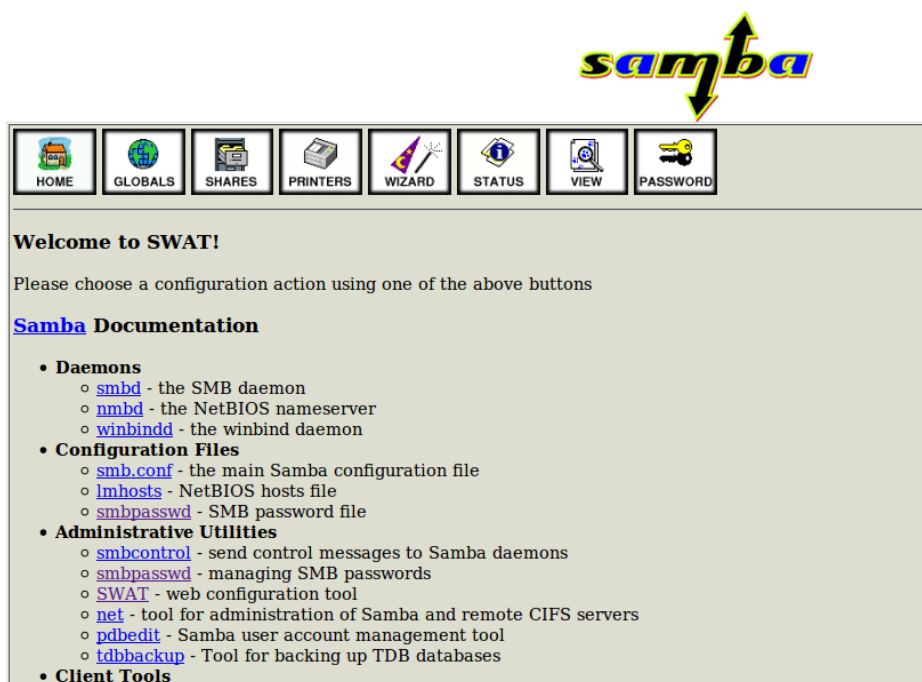 samba
HOME GLOBALS SHARES PRINTERS WIZARD STATUS VIEW PASSWORD
Welcome to SWAT!
Please choose a configuration action using one of the above buttons
Samba Documentation
• Daemons
◦ smbd - the SMB daemon
◦ nmbd - the NetBIOS nameserver
◦ winbindd - the winbind daemon
• Configuration Files
◦ smb.conf - the main Samba configuration file
◦ lmhosts - NetBIOS hosts file
◦ smbpasswd - SMB password file
• Administrative Utilities
◦ smbcontrol - send control messages to Samba daemons
◦ smbpasswd - managing SMB passwords
◦ SWAT - web configuration tool
◦ net - tool for administration of Samba and remote CIFS servers
◦ pdbedit - Samba user account management tool
◦ tdbbackup - Tool for backing up TDB databases
• Client Tools